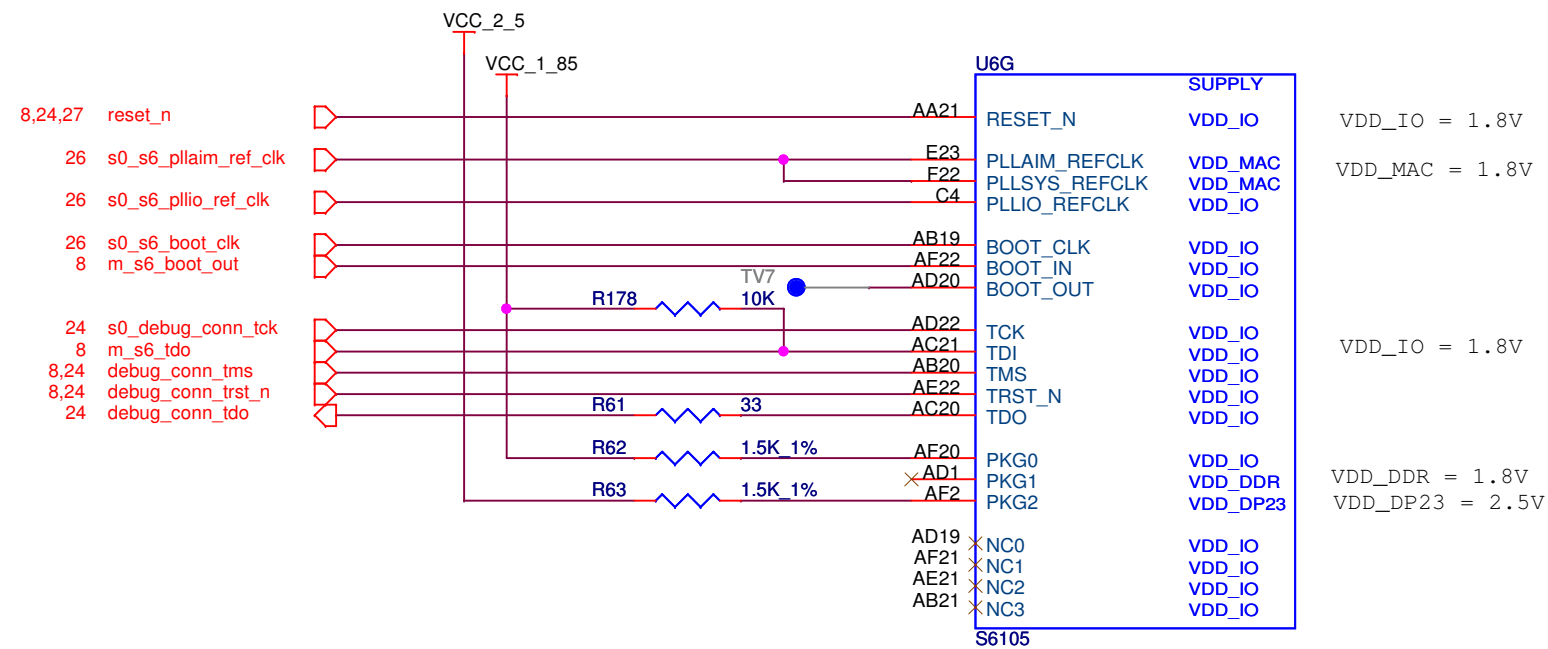 VCC_2_5
VCC_1_85
U6G
SUPPLY
8,24,27 reset_n AA21 RESET_N VDD_IO VDD_IO = 1.8V
26 s0_s6_pllaim_ref_clk E23 PLLAIM_REFCLK VDD_MAC VDD_MAC = 1.8V
F22 PLLSYS_REFCLK VDD_MAC
26 s0_s6_pllio_ref_clk C4 PLLIO_REFCLK VDD_IO
26 s0_s6_boot_clk AB19 BOOT_CLK VDD_IO
8 m_s6_boot_out AF22 BOOT_IN VDD_IO
TV7 AD20 BOOT_OUT VDD_IO
R178 10K
24 s0_debug_conn_tck AD22 TCK VDD_IO
8 m_s6_tdo AC21 TDI VDD_IO VDD_IO = 1.8V
8,24 debug_conn_tms AB20 TMS VDD_IO
8,24 debug_conn_trst_n AE22 TRST_N VDD_IO
24 debug_conn_tdo R61 33 AC20 TDO VDD_IO
R62 1.5K_1% AF20 PKG0 VDD_IO
AD1 PKG1 VDD_DDR VDD_DDR = 1.8V
R63 1.5K_1% AF2 PKG2 VDD_DP23 VDD_DP23 = 2.5V
AD19 NC0 VDD_IO
AF21 NC1 VDD_IO
AE21 NC2 VDD_IO
AB21 NC3 VDD_IO
S6105